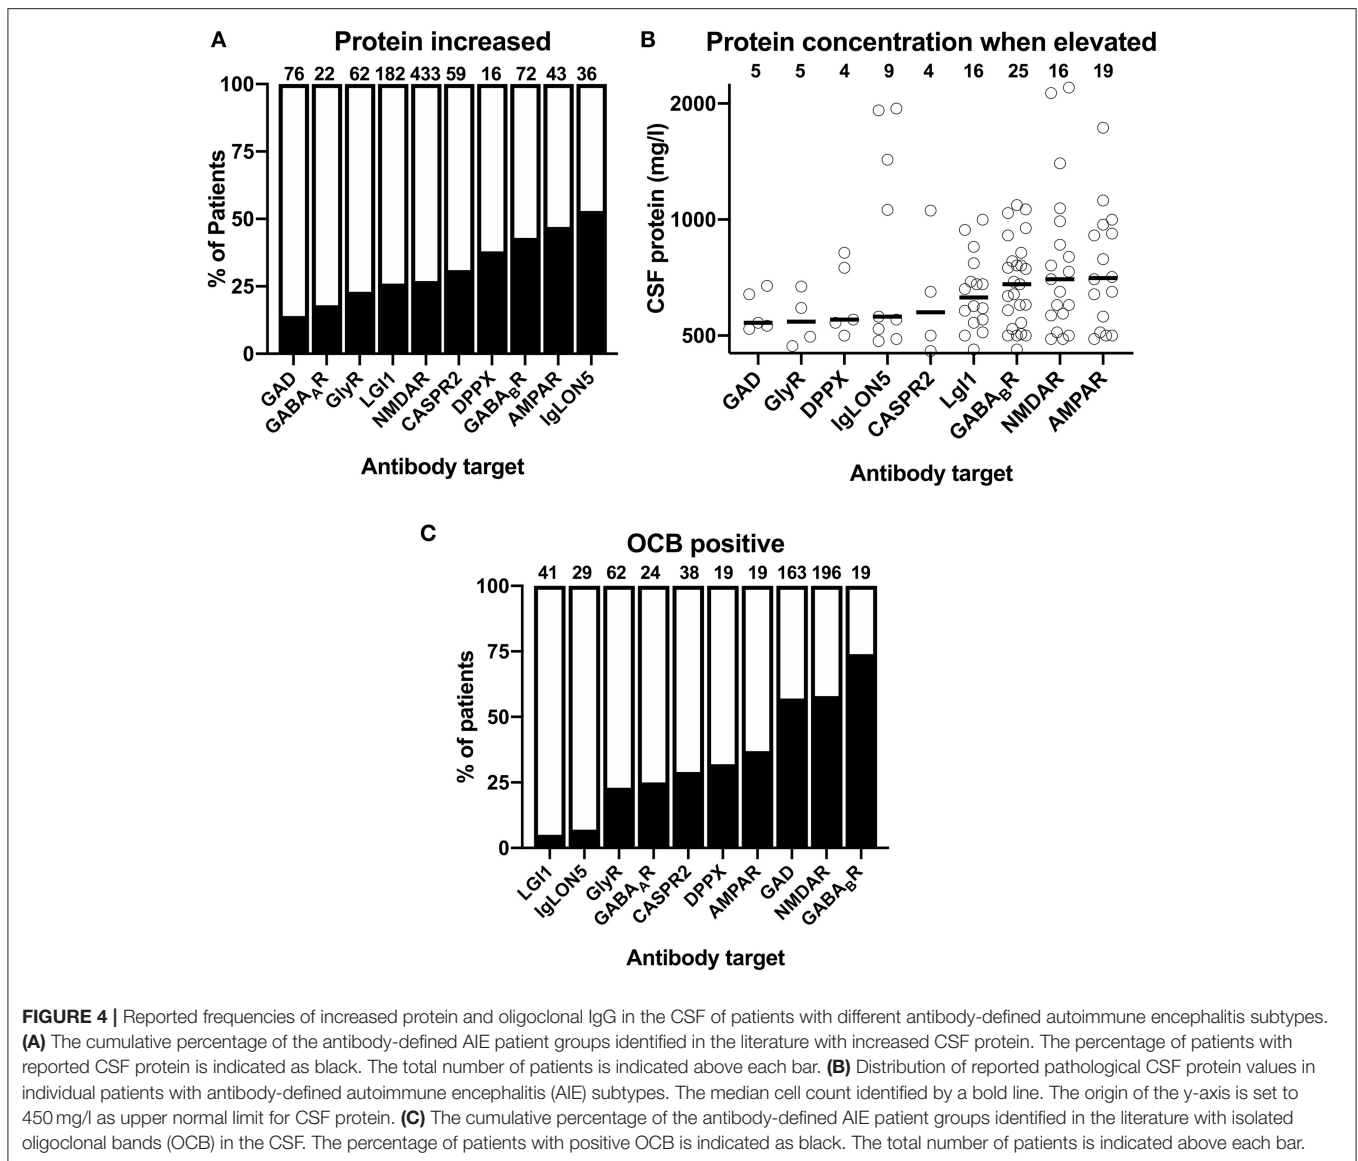 A
Protein increased
76 22 62 182 433 59 16 72 43 36
100
75
50
25
0
% of Patients
GAD GABA_AR GlyR LGI1 NMDAR CASPR2 DPPX GABA_BR AMPAR IgLON5
Antibody target
B
Protein concentration when elevated
5 5 4 9 4 16 25 16 19
2000
1000
500
CSF protein (mg/l)
GAD GlyR DPPX IgLON5 CASPR2 LgI1 GABA_BR NMDAR AMPAR
Antibody target
C
OCB positive
41 29 62 24 38 19 19 163 196 19
100
75
50
25
0
% of patients
LGI1 IgLON5 GlyR GABA_AR CASPR2 DPPX AMPAR GAD NMDAR GABA_BR
Antibody target
FIGURE 4 | Reported frequencies of increased protein and oligoclonal IgG in the CSF of patients with different antibody-defined autoimmune encephalitis subtypes.
(A) The cumulative percentage of the antibody-defined AIE patient groups identified in the literature with increased CSF protein. The percentage of patients with
reported CSF protein is indicated as black. The total number of patients is indicated above each bar. (B) Distribution of reported pathological CSF protein values in
individual patients with antibody-defined autoimmune encephalitis (AIE) subtypes. The median cell count identified by a bold line. The origin of the y-axis is set to
450 mg/l as upper normal limit for CSF protein. (C) The cumulative percentage of the antibody-defined AIE patient groups identified in the literature with isolated
oligoclonal bands (OCB) in the CSF. The percentage of patients with positive OCB is indicated as black. The total number of patients is indicated above each bar.